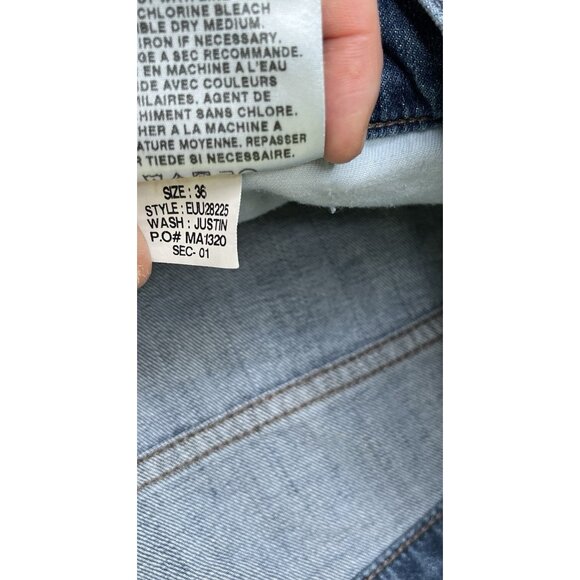 CHLORINE BLEACH
BLE DRY MEDIUM.
IRON IF NECESSARY.
GE A SEC RECOMMANDE.
EN MACHINE A L'EAU
DE AVEC COULEURS
MILAIRES. AGENT DE
CHIMENT SANS CHLORE.
HER A LA MACHINE A
ATURE MOYENNE. REPASSER
R TIEDE SI NECESSAIRE.
SIZE : 36
STYLE : EUU28225
WASH : JUSTIN
P.O# MA1320
SEC- 01